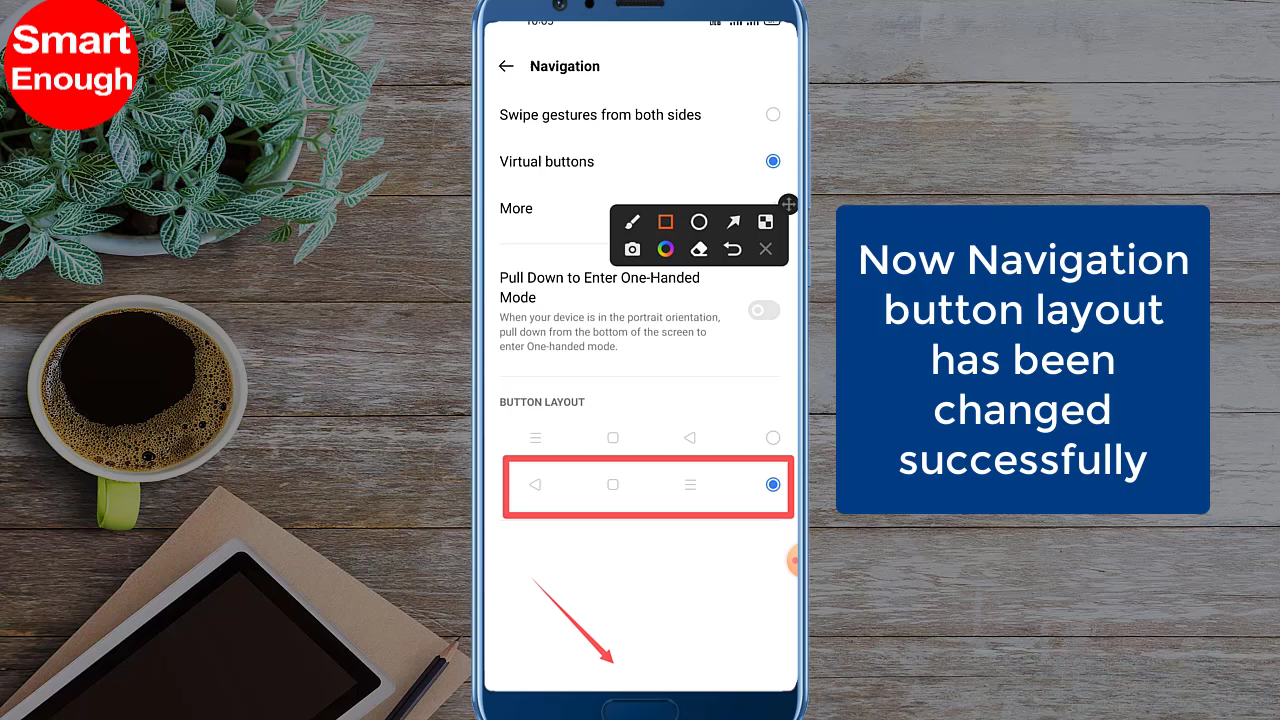 Smart
Enough
Navigation
Swipe gestures from both sides
Virtual buttons
More
Pull Down to Enter One-Handed
Mode
When your device is in the portrait orientation,
pull down from the bottom of the screen to
enter One-handed mode.
BUTTON LAYOUT
Now Navigation
button layout
has been
changed
successfully